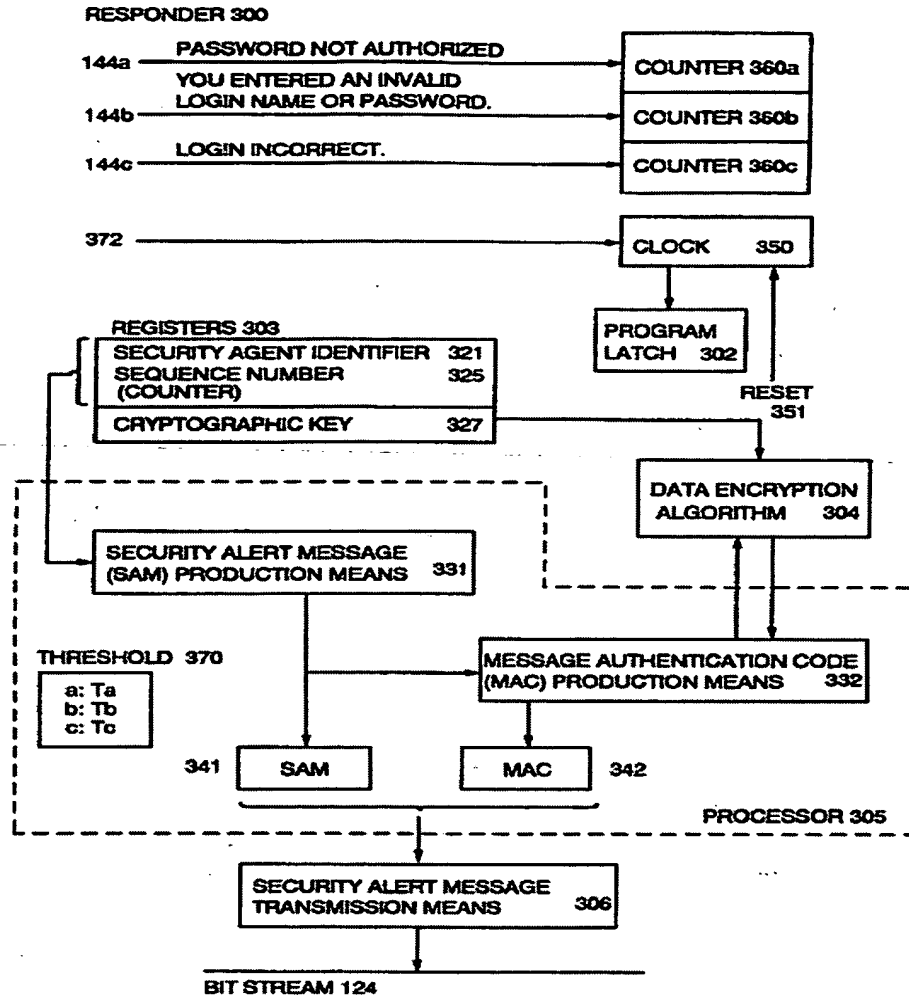 RESPONDER 300
144a PASSWORD NOT AUTHORIZED
COUNTER 360a
YOU ENTERED AN INVALID
144b LOGIN NAME OR PASSWORD.
COUNTER 360b
144c LOGIN INCORRECT.
COUNTER 360c
372
CLOCK 350
PROGRAM
LATCH 302
RESET
351
REGISTERS 303
SECURITY AGENT IDENTIFIER 321
SEQUENCE NUMBER 325
(COUNTER)
CRYPTOGRAPHIC KEY 327
DATA ENCRYPTION
ALGORITHM 304
SECURITY ALERT MESSAGE
(SAM) PRODUCTION MEANS 331
MESSAGE AUTHENTICATION CODE
(MAC) PRODUCTION MEANS 332
THRESHOLD 370
a: Ta
b: Tb
c: Tc
341 SAM
MAC 342
PROCESSOR 305
SECURITY ALERT MESSAGE
TRANSMISSION MEANS 306
BIT STREAM 124